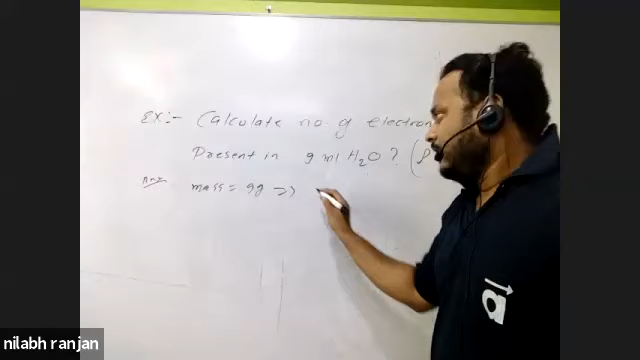 Ex:- Calculate no. of electron
Present in 9 ml H₂O ? (ρ
Ans mass = 9g =>
a
nilabh ranjan